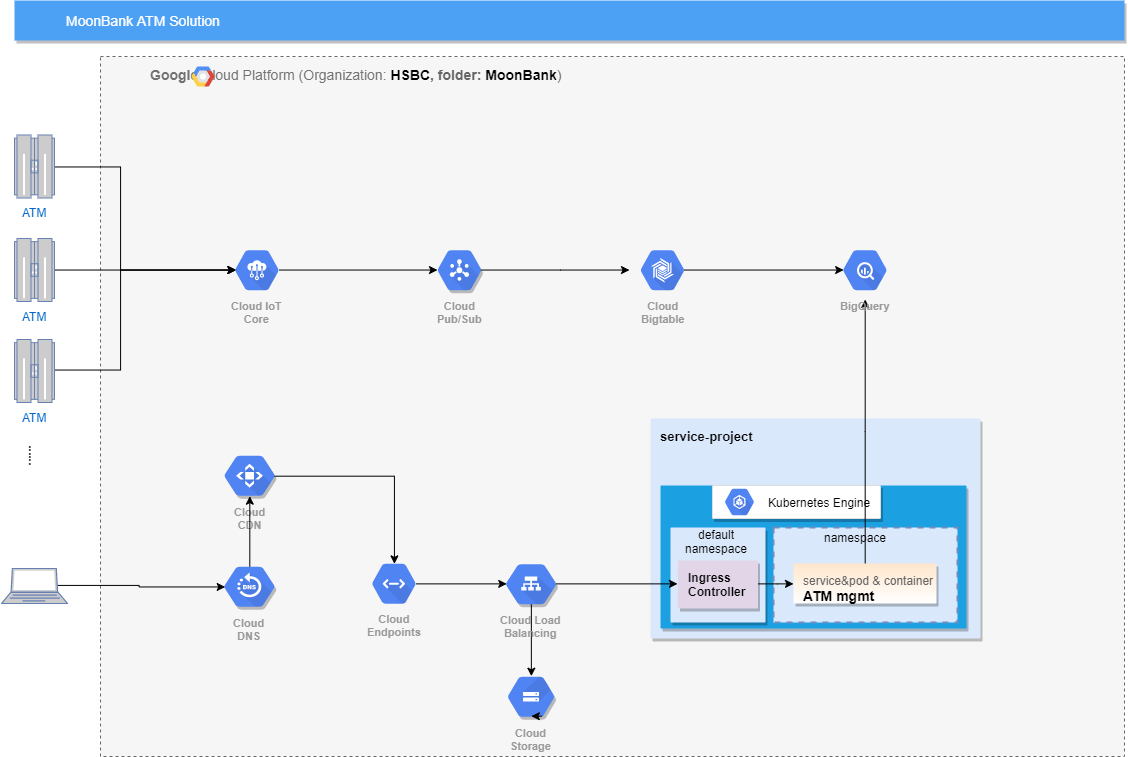 MoonBank ATM Solution
Google Cloud Platform (Organization: HSBC, folder: MoonBank)
ATM
ATM
ATM
Cloud IoT
Core
Cloud
Pub/Sub
Cloud
Bigtable
BigQuery
service-project
Kubernetes Engine
default
namespace
namespace
Ingress
Controller
service&pod & container
ATM mgmt
Cloud
CDN
DNS
Cloud
DNS
Cloud
Endpoints
Cloud Load
Balancing
Cloud
Storage